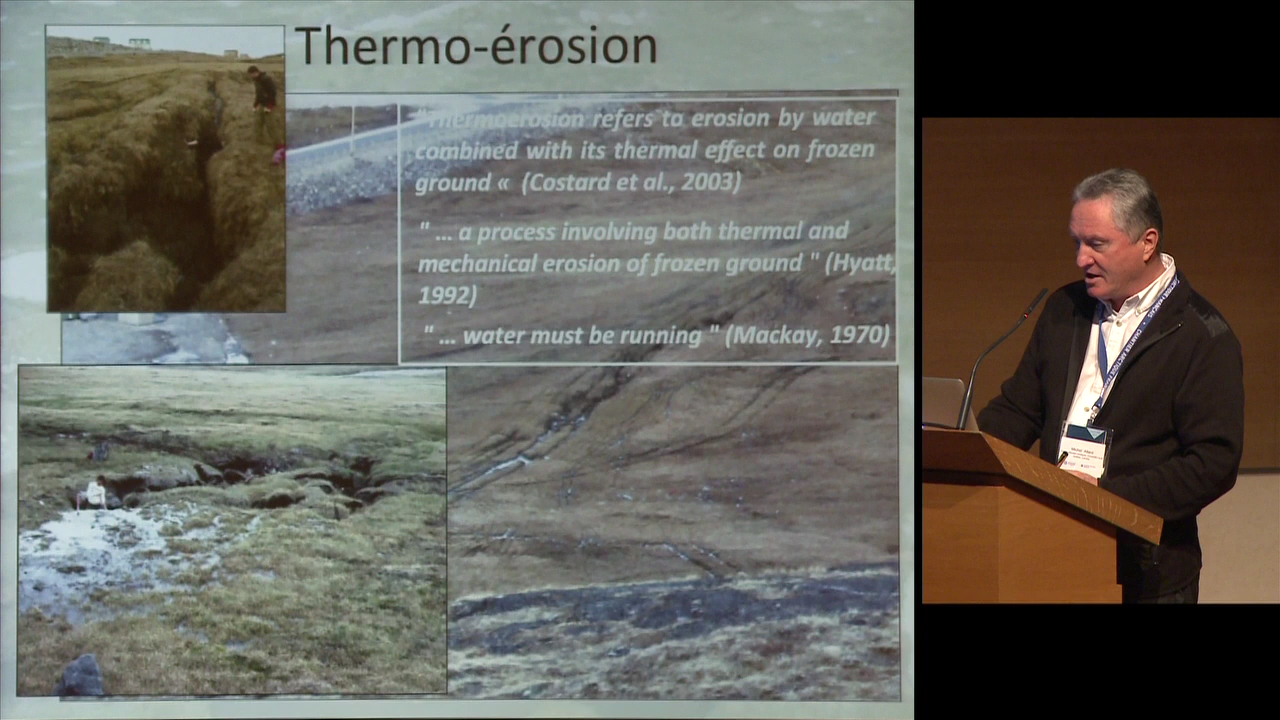 Thermo-érosion
"Thermoerosion refers to erosion by water
combined with its thermal effect on frozen
ground « (Costard et al., 2003)
" ... a process involving both thermal and
mechanical erosion of frozen ground " (Hyatt,
1992)
" ... water must be running " (Mackay, 1970)